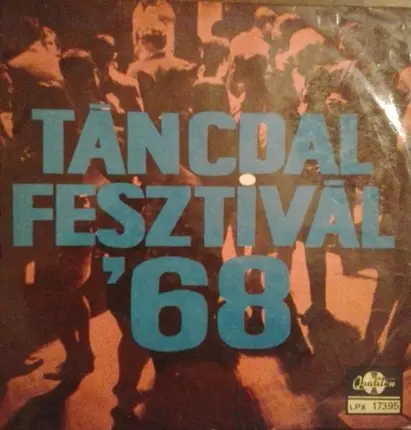 TÁNCDAL
FESZTIVÁL
'68
Qualiton
LPX 17395